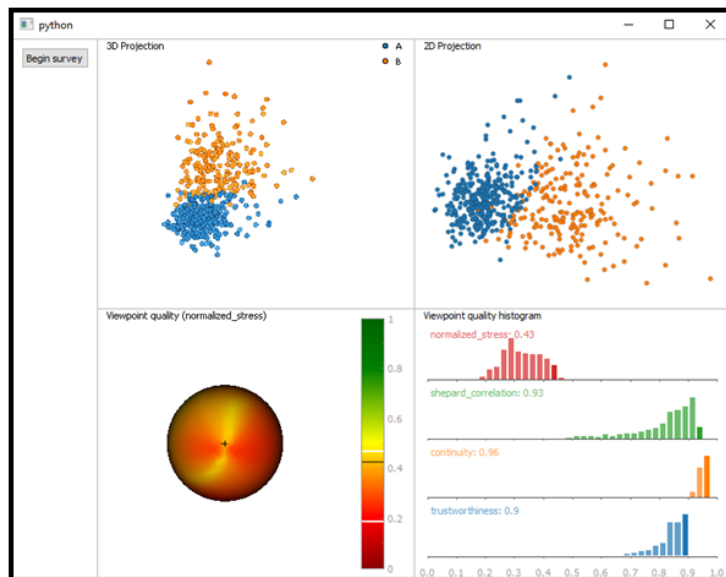 python
Begin survey
3D Projection
A
B
2D Projection
Viewpoint quality (normalized_stress)
1
0.8
0.6
0.4
0.2
0
Viewpoint quality histogram
normalized_stress: 0.43
shepard_correlation: 0.93
continuity: 0.96
trustworthiness: 0.9
0.0 0.1 0.2 0.3 0.4 0.5 0.6 0.7 0.8 0.9 1.0